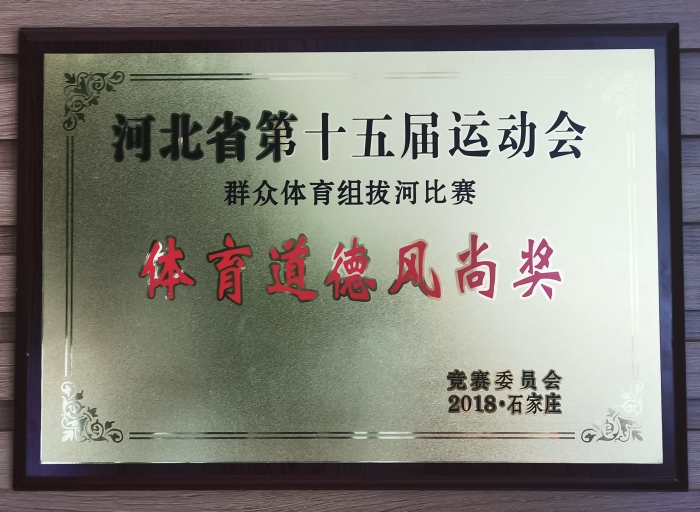 河北省第十五届运动会
群众体育组拔河比赛
体育道德风尚奖
竞赛委员会
2018·石家庄